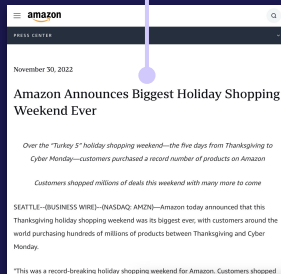 amazon
PRESS CENTER
November 30, 2022
Amazon Announces Biggest Holiday Shopping
Weekend Ever
Over the "Turkey 5" holiday shopping weekend—the five days from Thanksgiving to
Cyber Monday—customers purchased a record number of products on Amazon
Customers shopped millions of deals this weekend with many more to come
SEATTLE--(BUSINESS WIRE)--(NASDAQ: AMZN)—Amazon today announced that this
Thanksgiving holiday shopping weekend was its biggest ever, with customers around the
world purchasing hundreds of millions of products between Thanksgiving and Cyber
Monday.
"This was a record-breaking holiday shopping weekend for Amazon. Customers shopped